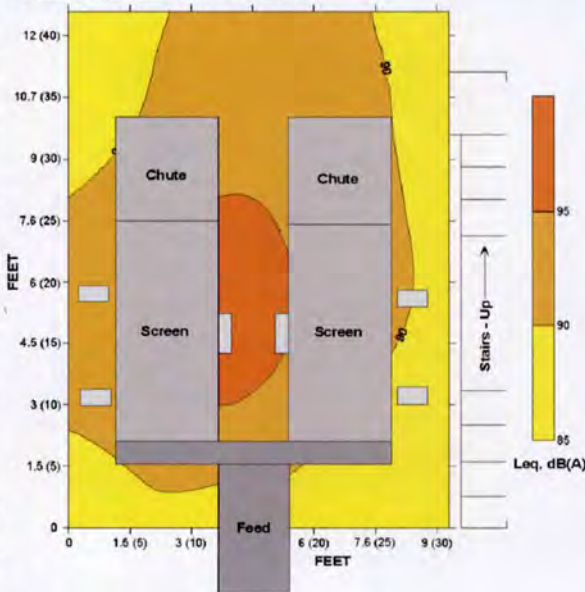 12 (40)
10.7 (35)
9 (30)
7.6 (25)
6 (20)
4.5 (15)
3 (10)
1.5 (5)
0
FEET
Chute
Chute
Screen
Screen
Feed
90
90
Stairs - Up
95
90
85
Leq. dB(A)
0
1.5 (5)
3 (10)
6 (20)
7.6 (25)
9 (30)
FEET